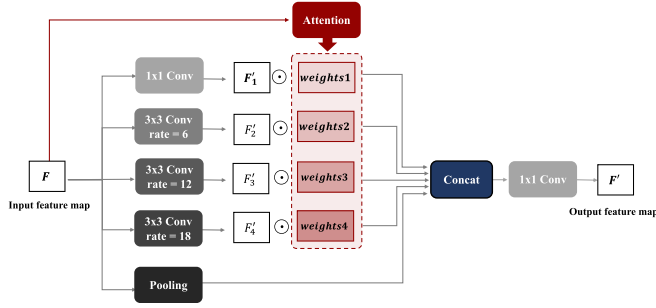 Attention
1x1 Conv
F′₁
⊙
weights1
3x3 Conv
rate = 6
F′₂
⊙
weights2
F
Input feature map
3x3 Conv
rate = 12
F′₃
⊙
weights3
3x3 Conv
rate = 18
F′₄
⊙
weights4
Pooling
Concat
1x1 Conv
F′
Output feature map